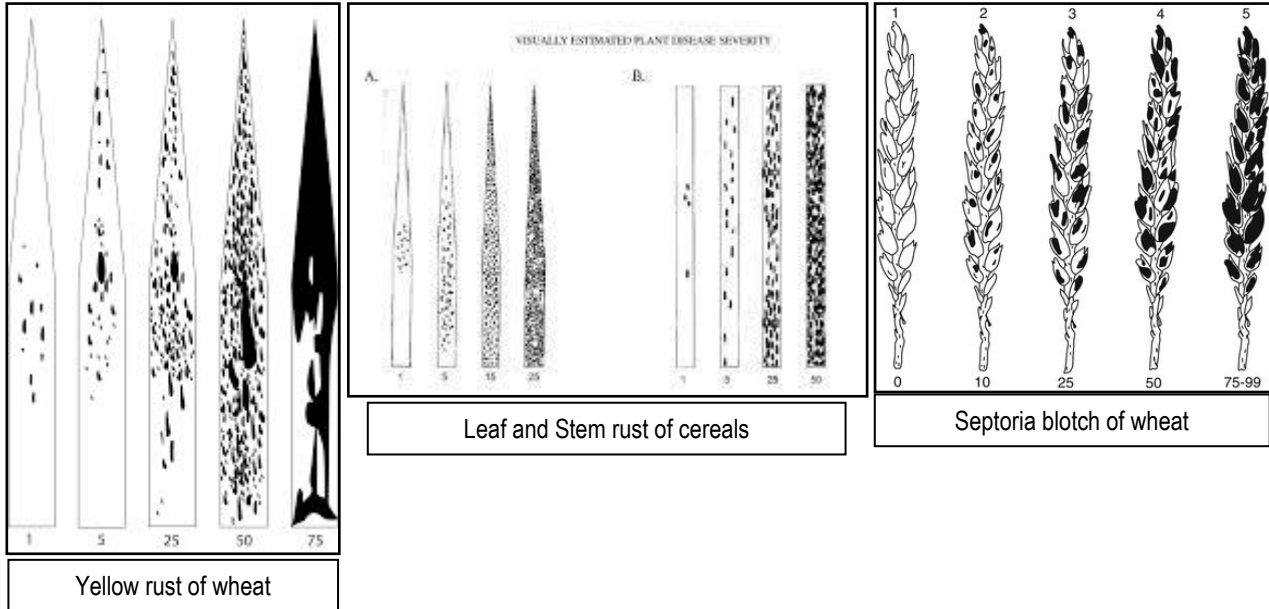 1 5 25 50 75
Yellow rust of wheat
VISUALLY ESTIMATED PLANT DISEASE SEVERITY
A. B.
1 5 15 25 1 5 25 50
Leaf and Stem rust of cereals
1 2 3 4 5
0 10 25 50 75-99
Septoria blotch of wheat